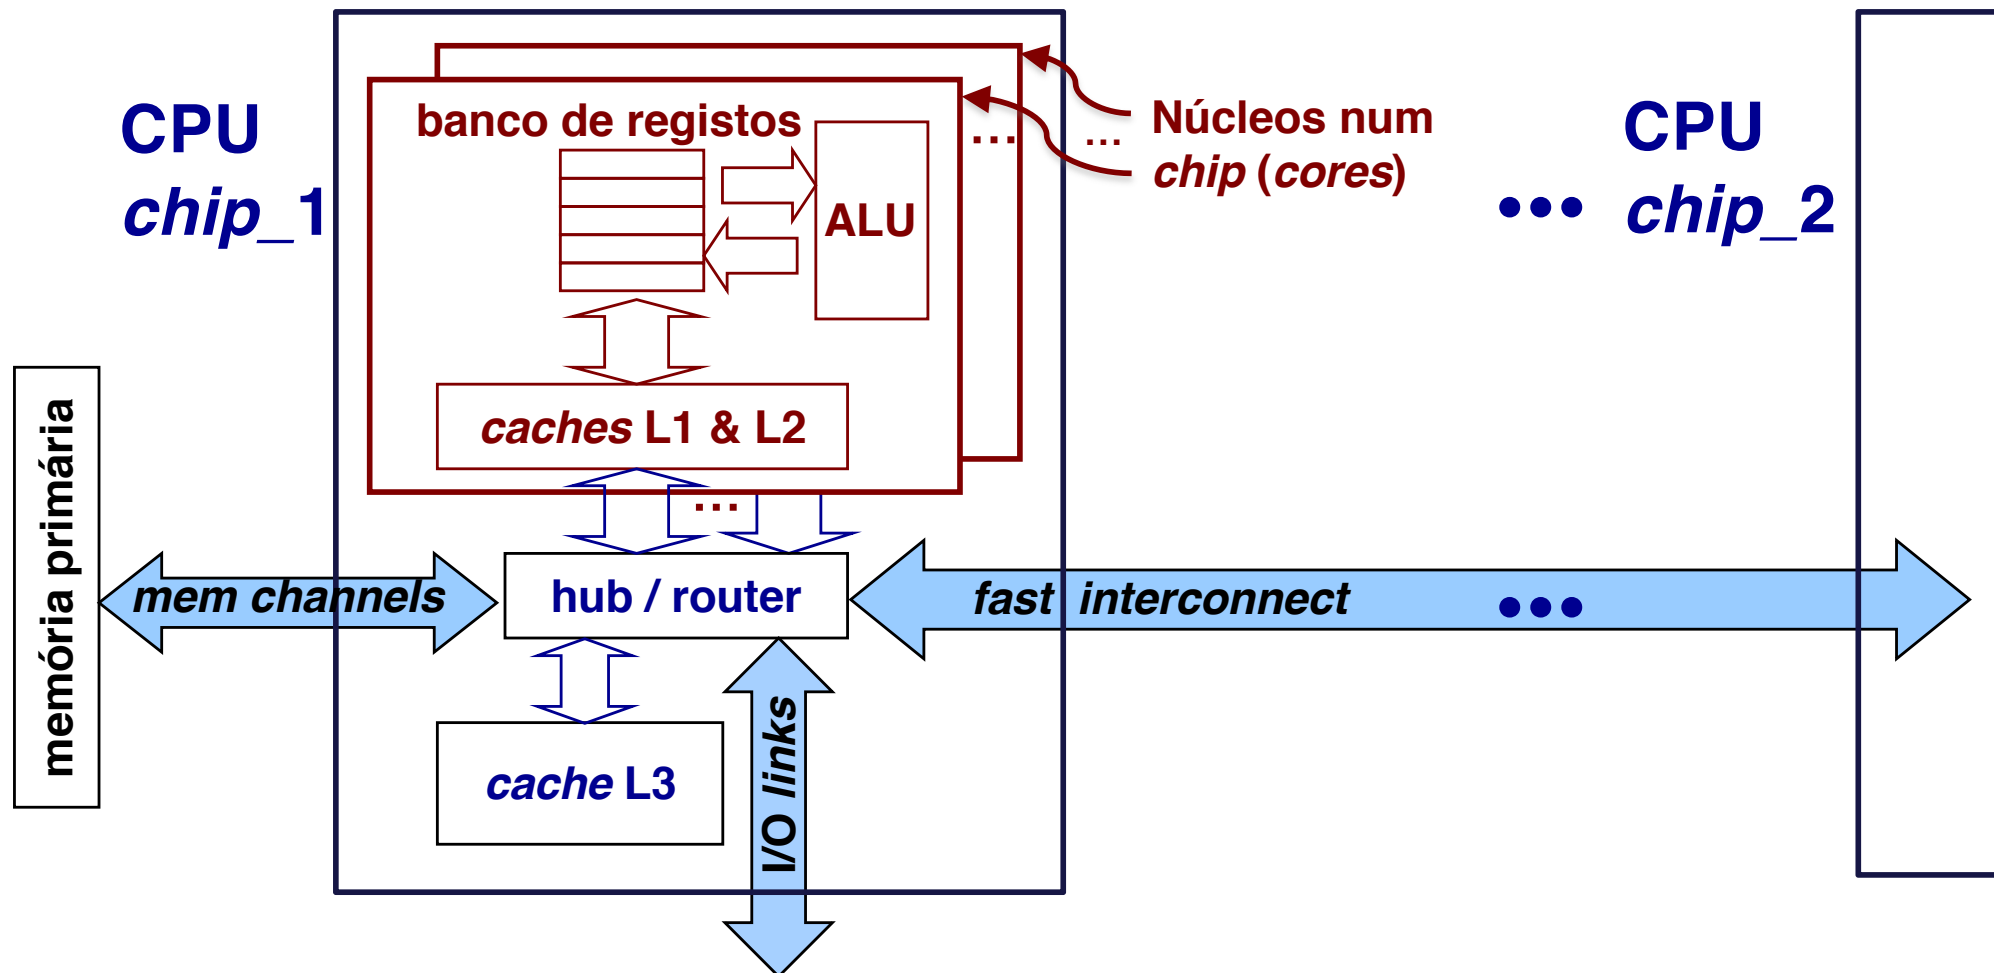 CPU
chip_1
banco de registos
ALU
...
...
Núcleos num
chip (cores)
•••
CPU
chip_2
caches L1 & L2
...
memória primária
mem channels
hub / router
fast interconnect
•••
cache L3
I/O links